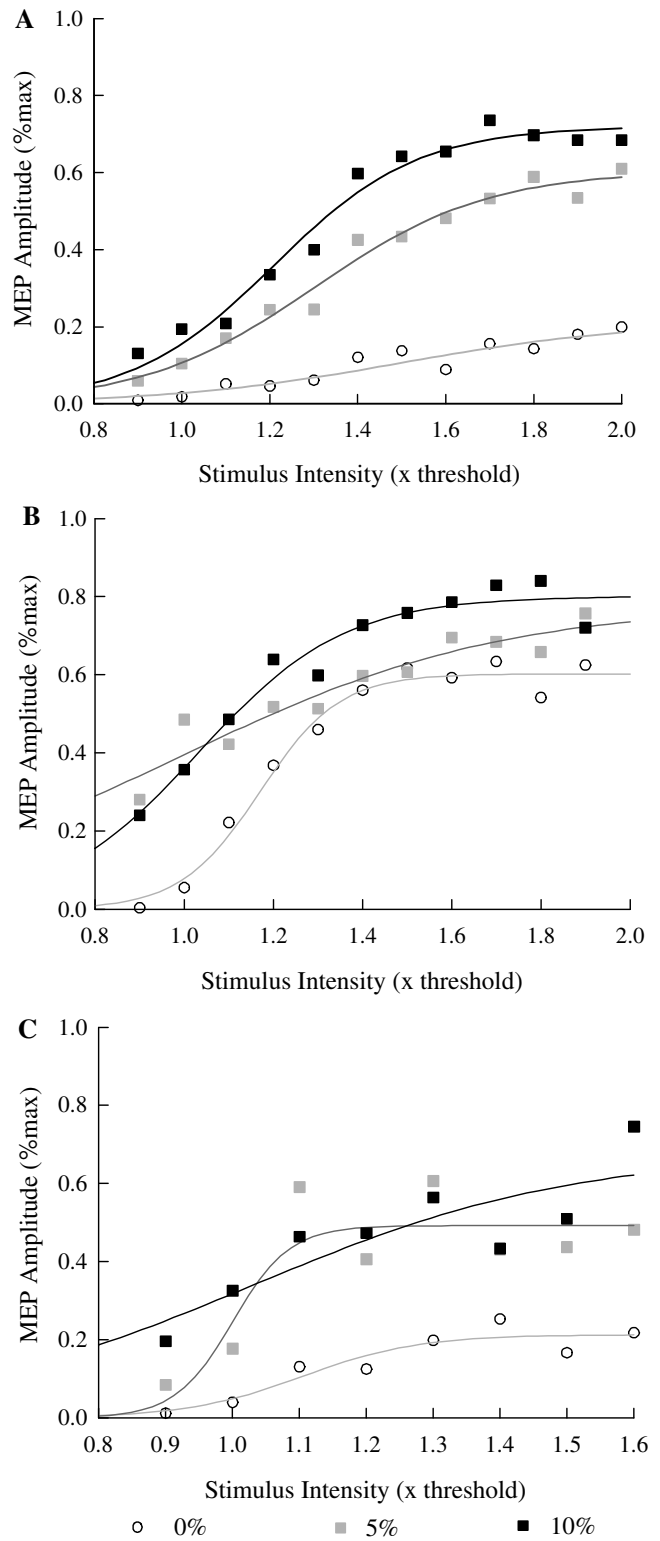 A
1.0
0.8
0.6
0.4
0.2
0.0
MEP Amplitude (%max)
0.8 1.0 1.2 1.4 1.6 1.8 2.0
Stimulus Intensity (x threshold)
B
1.0
0.8
0.6
0.4
0.2
0.0
MEP Amplitude (%max)
0.8 1.0 1.2 1.4 1.6 1.8 2.0
Stimulus Intensity (x threshold)
C
1.0
0.8
0.6
0.4
0.2
0.0
MEP Amplitude (%max)
0.8 0.9 1.0 1.1 1.2 1.3 1.4 1.5 1.6
Stimulus Intensity (x threshold)
0% 5% 10%